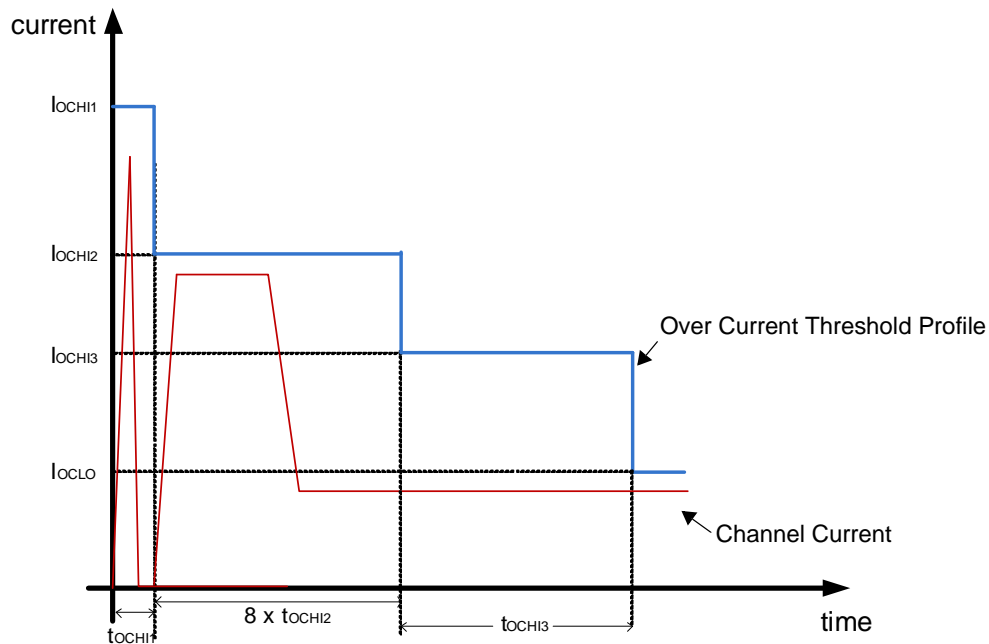 current
IOCHI1
IOCHI2
IOCHI3
IOCLO
Over Current Threshold Profile
Channel Current
tOCHI1
8 x tOCHI2
tOCHI3
time